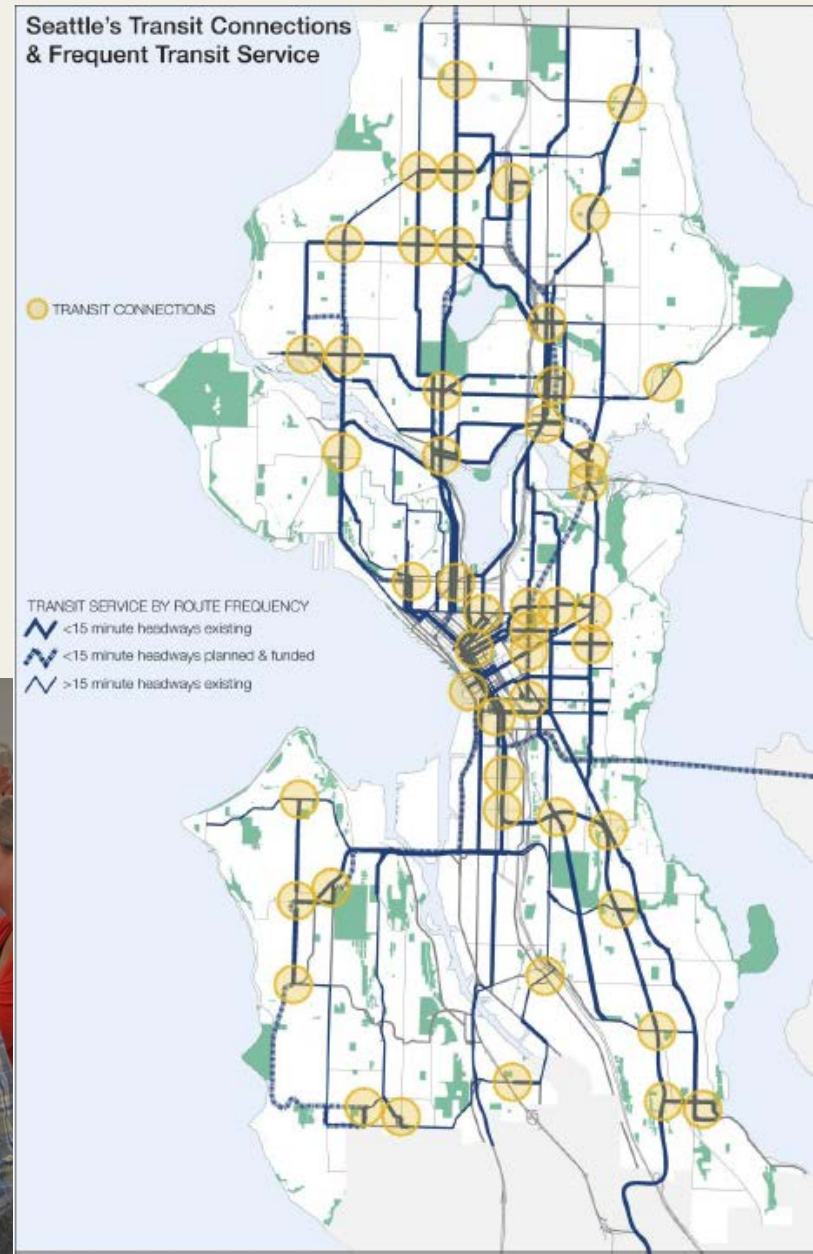 Seattle's Transit Connections
& Frequent Transit Service
TRANSIT CONNECTIONS
TRANSIT SERVICE BY ROUTE FREQUENCY
<15 minute headways existing
<15 minute headways planned & funded
>15 minute headways existing